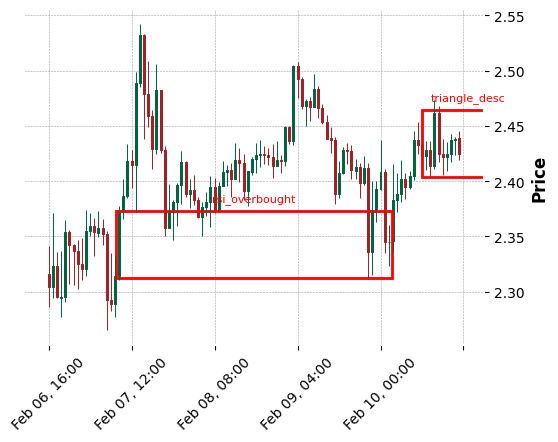 2.55
2.50
triangle_desc
2.45
2.40
si_overbought
2.35
2.30
Price
Feb 06, 16:00
Feb 07, 12:00
Feb 08, 08:00
Feb 09, 04:00
Feb 10, 00:00